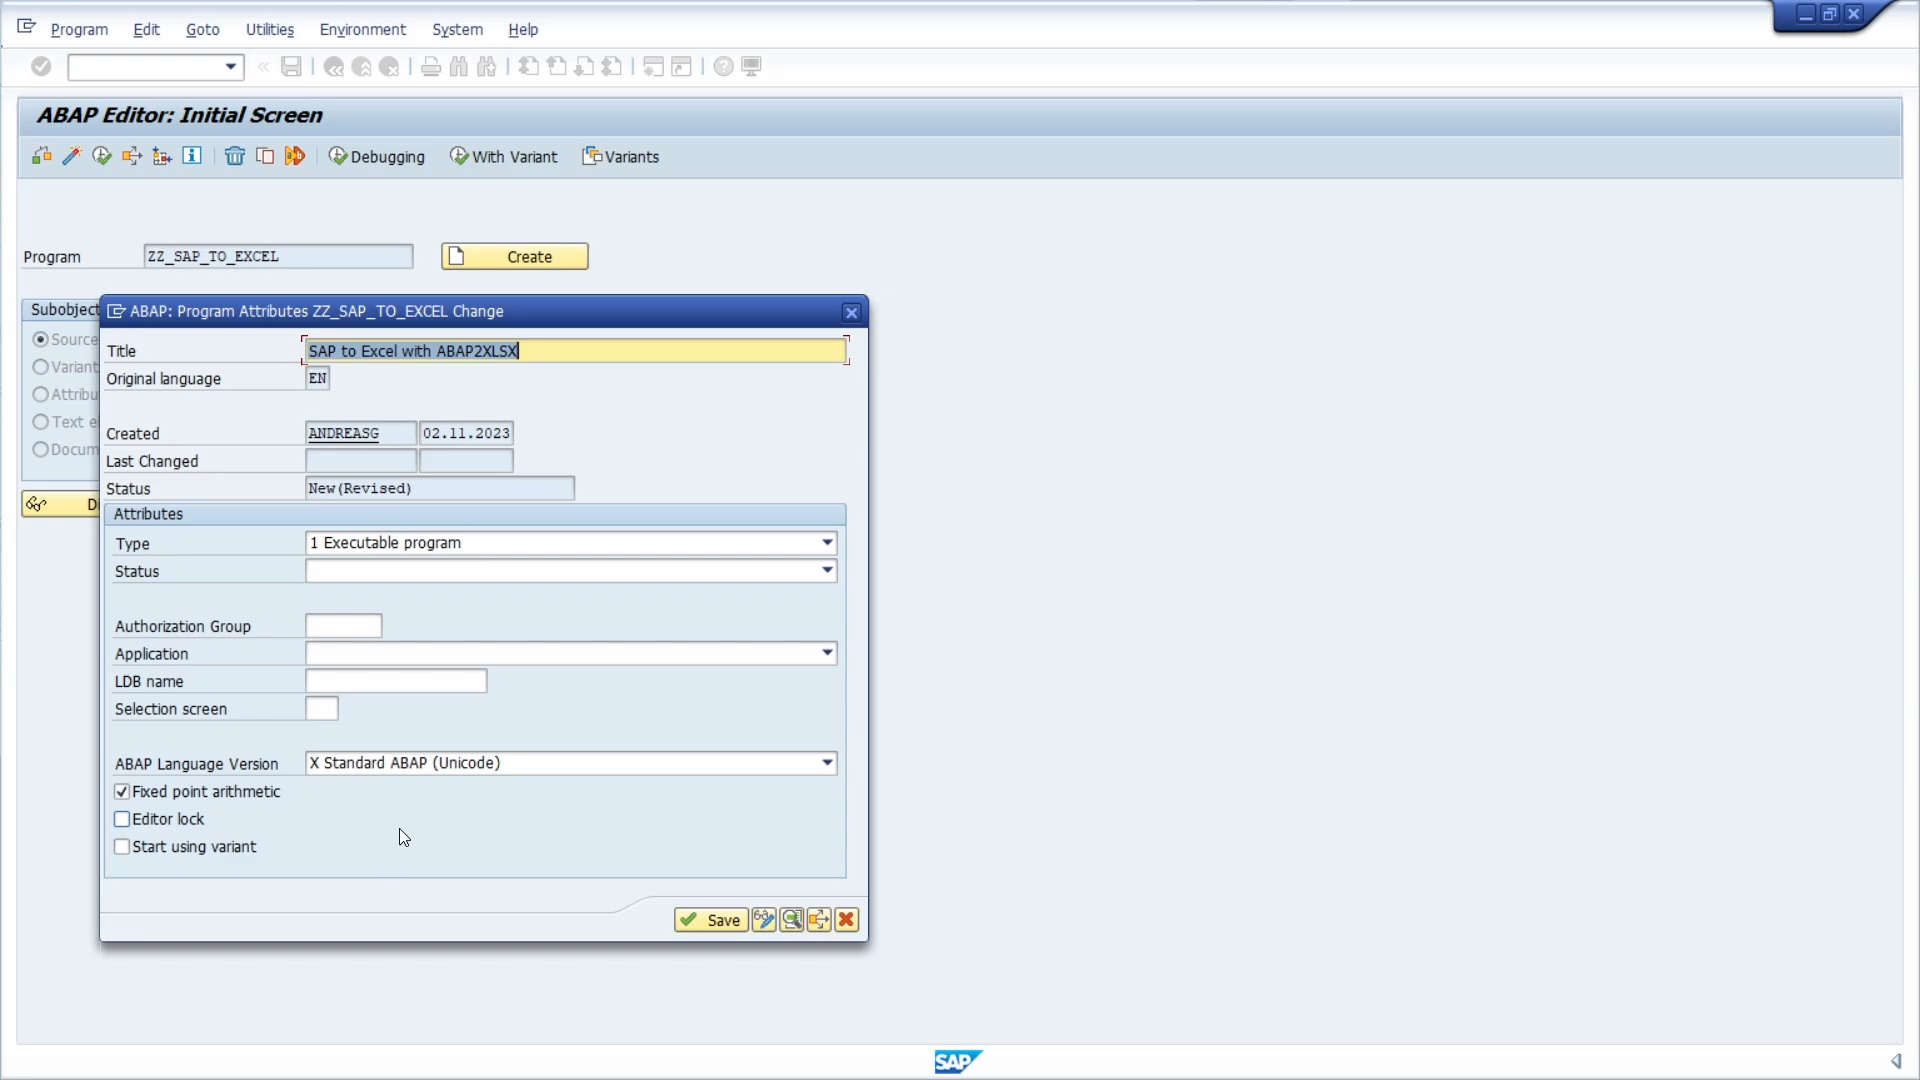 Program Edit Goto Utilities Environment System Help
ABAP Editor: Initial Screen
Debugging With Variant Variants
Program ZZ_SAP_TO_EXCEL Create
Subobject
ABAP: Program Attributes ZZ_SAP_TO_EXCEL Change
Source
Title SAP to Excel with ABAP2XLSX
Variant
Original language EN
Attribu
Text e
Created ANDREASG 02.11.2023
Docum
Last Changed
Status New(Revised)
Di
Attributes
Type 1 Executable program
Status
Authorization Group
Application
LDB name
Selection screen
ABAP Language Version X Standard ABAP (Unicode)
Fixed point arithmetic
Editor lock
Start using variant
Save
SAP